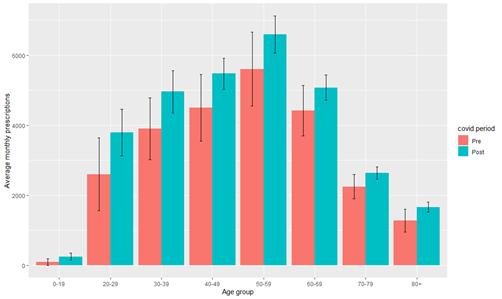 6000
4000
2000
0
Average monthly prescriptions
0-19 20-29 30-39 40-49 50-59 60-69 70-79 80+
Age group
covid.period
Pre
Post